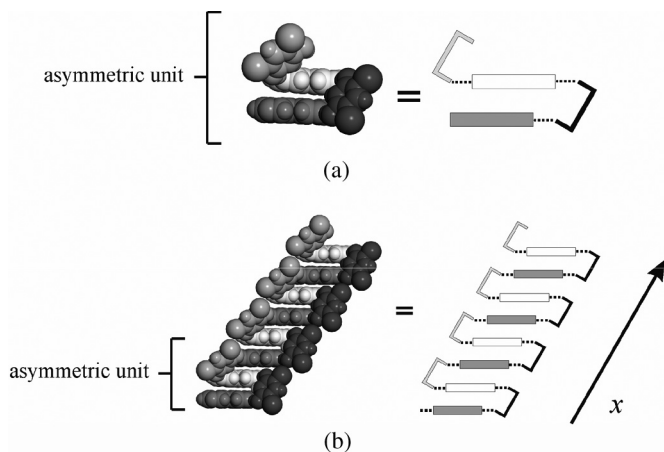 asymmetric unit
=
(a)
=
asymmetric unit
x
(b)